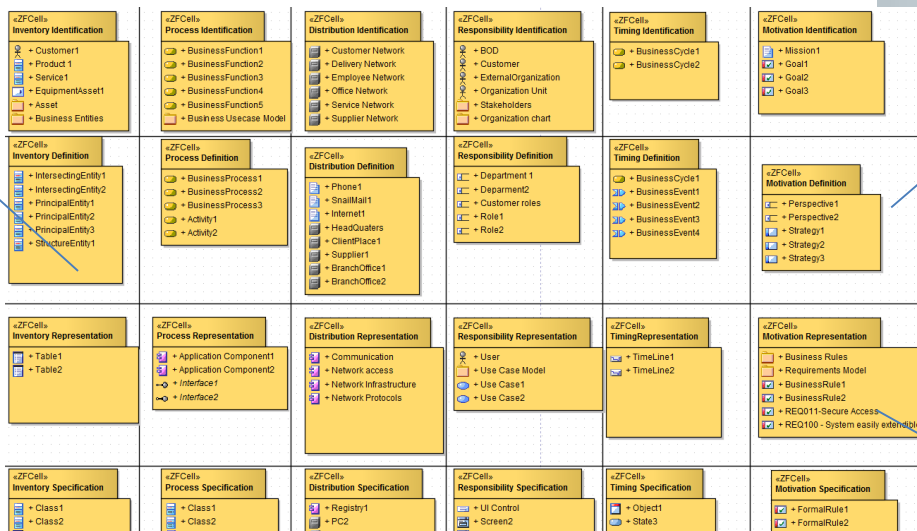 «ZFCell»
Inventory Identification
+ Customer1
+ Product 1
+ Service1
+ EquipmentAsset1
+ Asset
+ Business Entities
«ZFCell»
Process Identification
+ BusinessFunction1
+ BusinessFunction2
+ BusinessFunction3
+ BusinessFunction4
+ BusinessFunction5
+ Business Usecase Model
«ZFCell»
Distribution Identification
+ Customer Network
+ Delivery Network
+ Employee Network
+ Office Network
+ Service Network
+ Supplier Network
«ZFCell»
Responsibility Identification
+ BOD
+ Customer
+ ExternalOrganization
+ Organization Unit
+ Stakeholders
+ Organization chart
«ZFCell»
Timing Identification
+ BusinessCycle1
+ BusinessCycle2
«ZFCell»
Motivation Identification
+ Mission1
+ Goal1
+ Goal2
+ Goal3
«ZFCell»
Inventory Definition
+ IntersectingEntity1
+ IntersectingEntity2
+ PrincipalEntity1
+ PrincipalEntity2
+ PrincipalEntity3
+ StructureEntity1
«ZFCell»
Process Definition
+ BusinessProcess1
+ BusinessProcess2
+ BusinessProcess3
+ Activity1
+ Activity2
«ZFCell»
Distribution Definition
+ Phone1
+ SnailMail1
+ Internet1
+ HeadQuaters
+ ClientPlace1
+ Supplier1
+ BranchOffice1
+ BranchOffice2
«ZFCell»
Responsibility Definition
+ Department 1
+ Deparment2
+ Customer roles
+ Role1
+ Role2
«ZFCell»
Timing Definition
+ BusinessCycle1
+ BusinessEvent1
+ BusinessEvent2
+ BusinessEvent3
+ BusinessEvent4
«ZFCell»
Motivation Definition
+ Perspective1
+ Perspective2
+ Strategy1
+ Strategy2
+ Strategy3
«ZFCell»
Inventory Representation
+ Table1
+ Table2
«ZFCell»
Process Representation
+ Application Component1
+ Application Component2
+ Interface1
+ Interface2
«ZFCell»
Distribution Representation
+ Communication
+ Network access
+ Network Infrastructure
+ Network Protocols
«ZFCell»
Responsibility Representation
+ User
+ Use Case Model
+ Use Case1
+ Use Case2
«ZFCell»
TimingRepresentation
+ TimeLine1
+ TimeLine2
«ZFCell»
Motivation Representation
+ Business Rules
+ Requirements Model
+ BusinessRule1
+ BusinessRule2
+ REQ011-Secure Access
+ REQ100 - System easily extendible
«ZFCell»
Inventory Specification
+ Class1
+ Class2
«ZFCell»
Process Specification
+ Class1
+ Class2
«ZFCell»
Distribution Specification
+ Registry1
+ PC2
«ZFCell»
Responsibility Specification
+ UI Control
+ Screen2
«ZFCell»
Timing Specification
+ Object1
+ State3
«ZFCell»
Motivation Specification
+ FormalRule1
+ FormalRule2